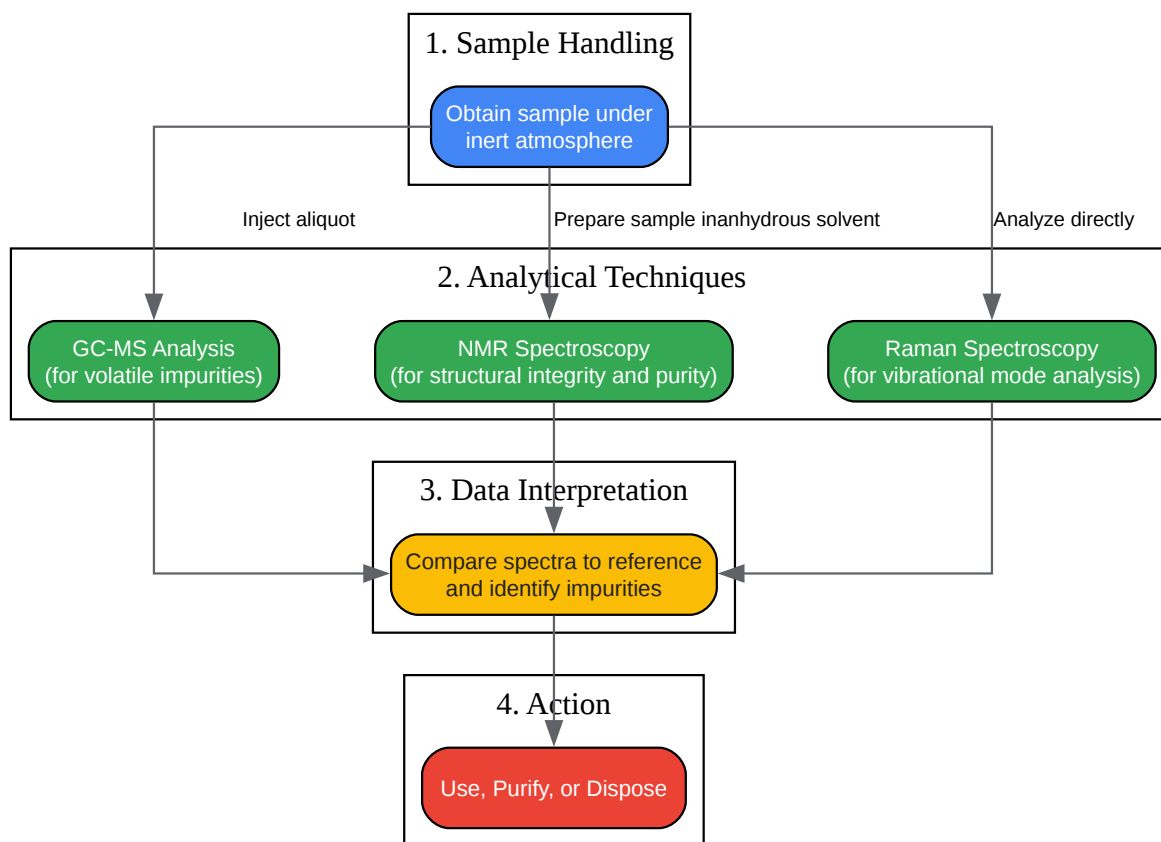 1. Sample Handling
Obtain sample under
inert atmosphere
Inject aliquot
Prepare sample inanhydrous solvent
Analyze directly
2. Analytical Techniques
GC-MS Analysis
(for volatile impurities)
NMR Spectroscopy
(for structural integrity and purity)
Raman Spectroscopy
(for vibrational mode analysis)
3. Data Interpretation
Compare spectra to reference
and identify impurities
4. Action
Use, Purify, or Dispose